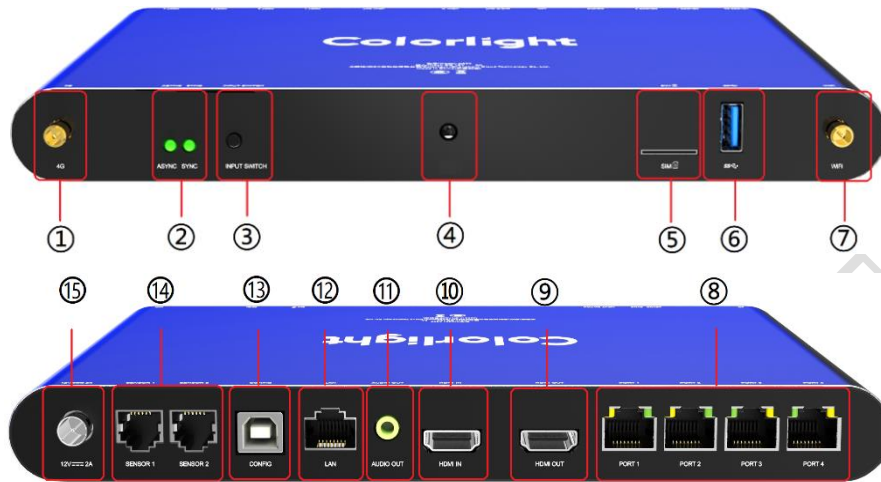 Colorlight
4G
ASYNC SYNC
INPUT SWITCH
SIM
WIFI
① ② ③ ④ ⑤ ⑥ ⑦
⑮ ⑭ ⑬ ⑫ ⑪ ⑩ ⑨ ⑧
Colorlight
12V 2A
SENSOR 1
SENSOR 2
CONFIG
LAN
AUDIO OUT
HDMI IN
HDMI OUT
PORT 1
PORT 2
PORT 3
PORT 4